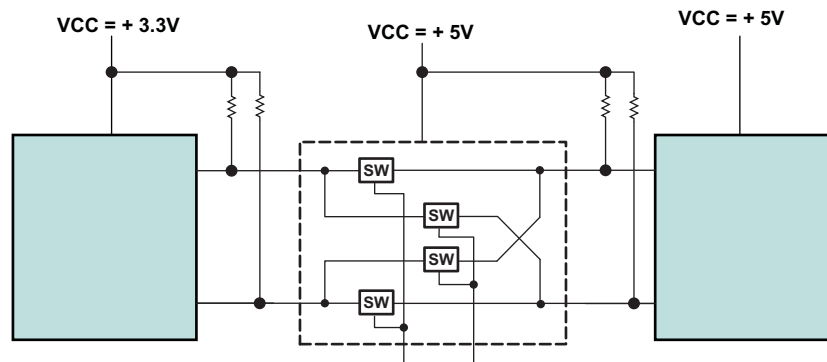 VCC = + 3.3V
VCC = + 5V
VCC = + 5V
SW
SW
SW
SW